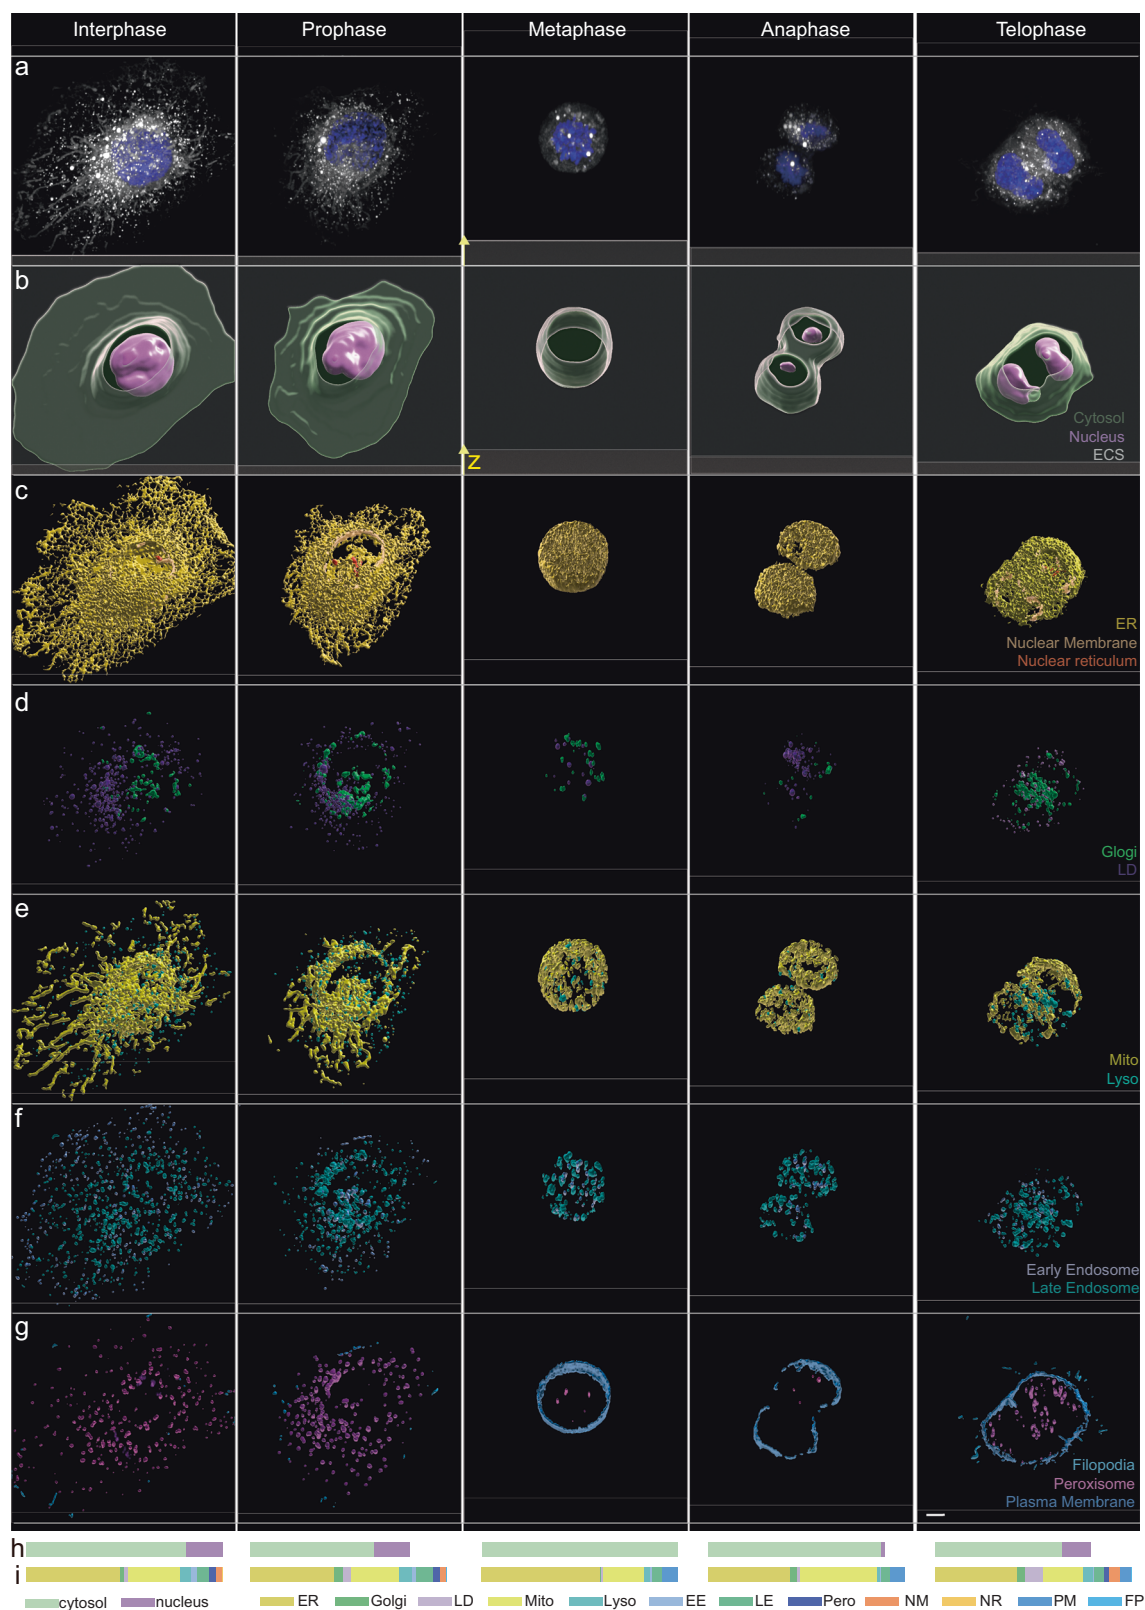 Interphase Prophase Metaphase Anaphase Telophase
a
b
Cytosol
Nucleus
ECS
Z
c
ER
Nuclear Membrane
Nuclear reticulum
d
Glogi
LD
e
Mito
Lyso
f
Early Endosome
Late Endosome
g
Filopodia
Peroxisome
Plasma Membrane
h
i
cytosol nucleus ER Golgi LD Mito Lyso EE LE Pero NM NR PM FP